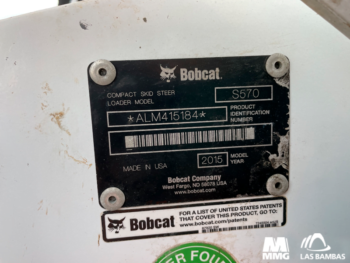 Bobcat.
COMPACT SKID STEER
LOADER MODEL
S570
*ALM415184*
PRODUCT
IDENTIFICATION
NUMBER
MADE IN USA
2015
MODEL
YEAR
Bobcat Company
West Fargo, ND 58078 USA
www.bobcat.com
Bobcat
FOR A LIST OF UNITED STATES PATENTS
THAT COVER THIS PRODUCT, GO TO:
www.bobcat.com/patents
ER FOUR
MMG
LAS BAMBAS